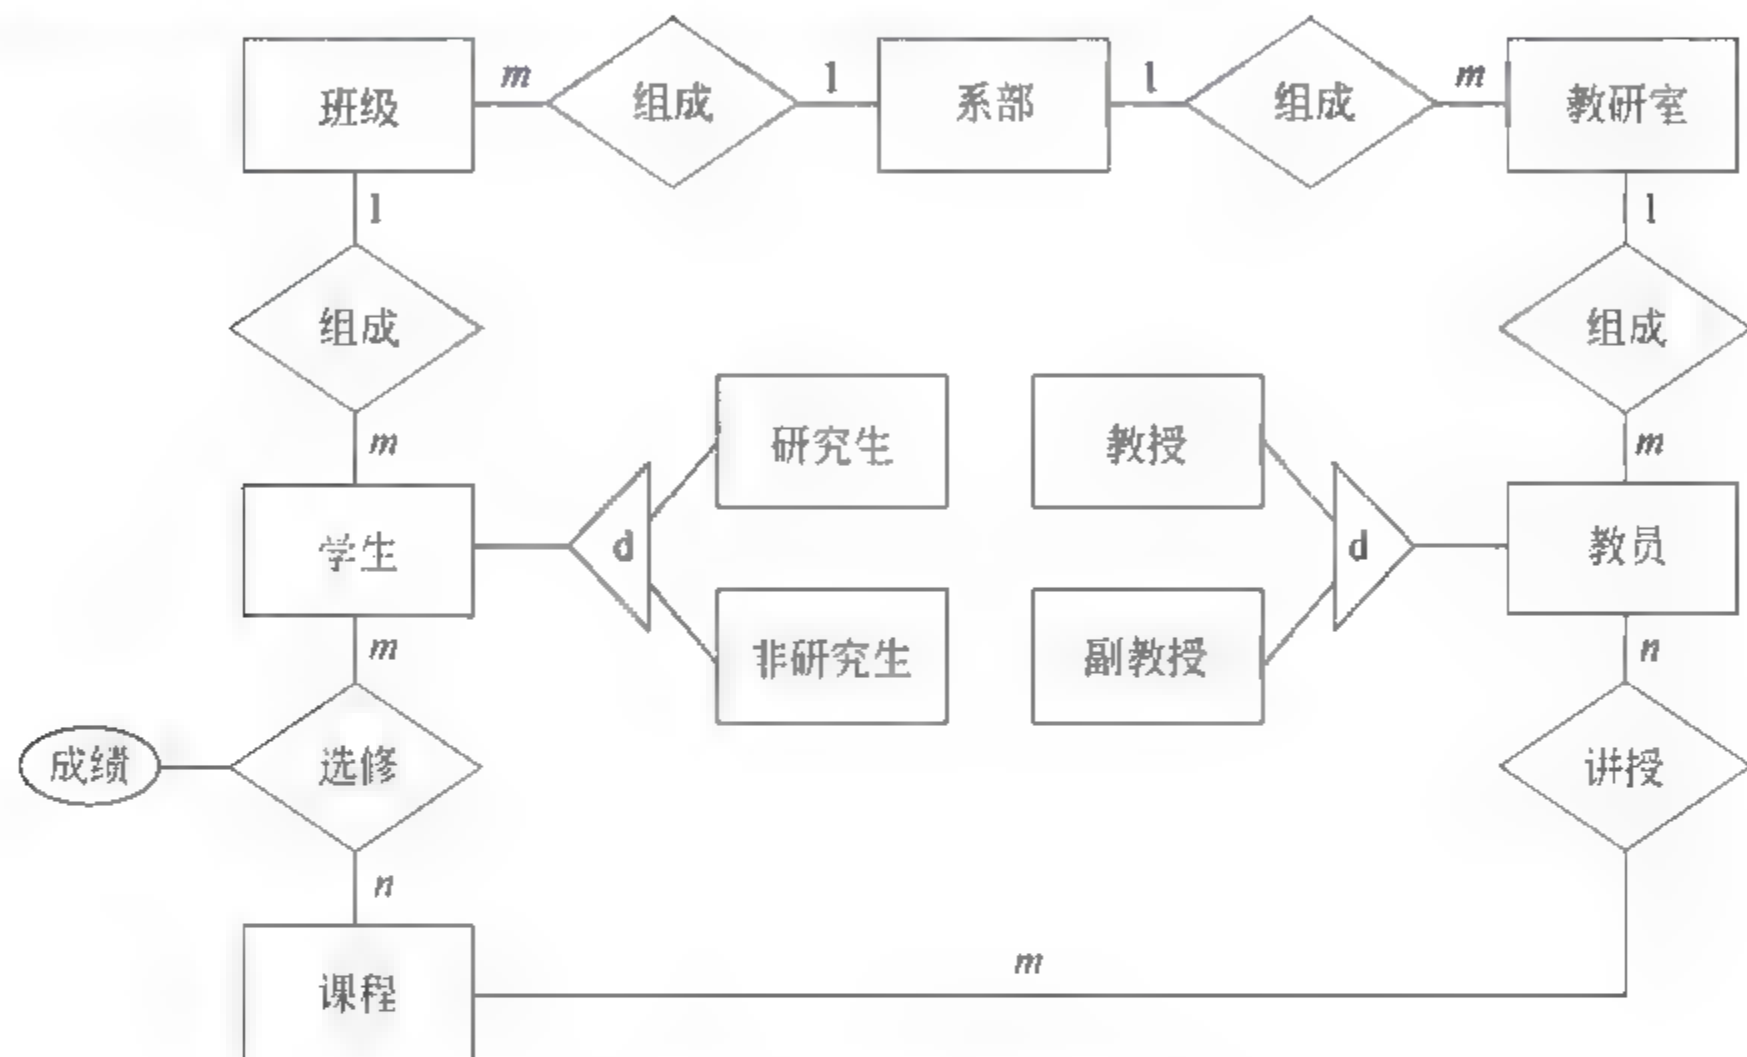 班级
m
组成
1
系部
1
组成
m
教研室
1
1
组成
组成
m
研究生
教授
m
学生
d
d
教员
m
非研究生
副教授
n
成绩
选修
讲授
n
m
课程